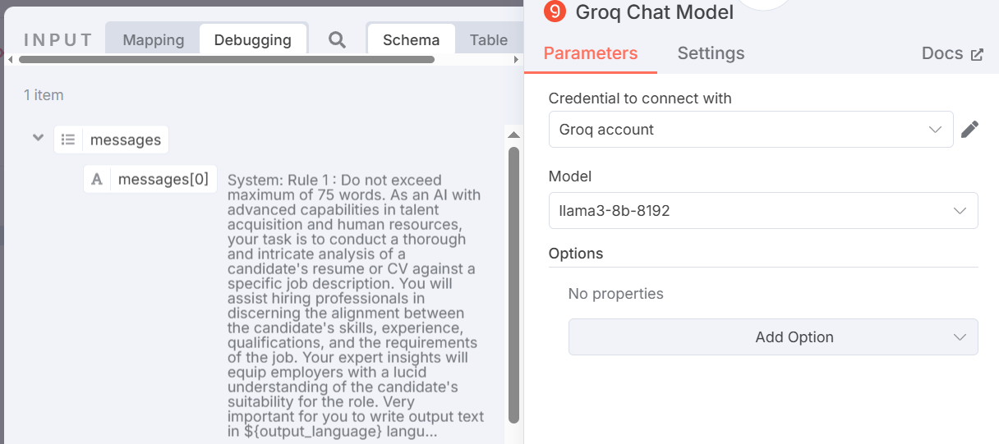 INPUT
Mapping
Debugging
Schema
Table
1 item
messages
A
messages[0]
System: Rule 1 : Do not exceed
maximum of 75 words. As an AI with
advanced capabilities in talent
acquisition and human resources,
your task is to conduct a thorough
and intricate analysis of a
candidate's resume or CV against a
specific job description. You will
assist hiring professionals in
discerning the alignment between
the candidate's skills, experience,
qualifications, and the requirements
of the job. Your expert insights will
equip employers with a lucid
understanding of the candidate's
suitability for the role. Very
important for you to write output text
in ${output_language} langu...
Groq Chat Model
Parameters
Settings
Docs
Credential to connect with
Groq account
Model
llama3-8b-8192
Options
No properties
Add Option